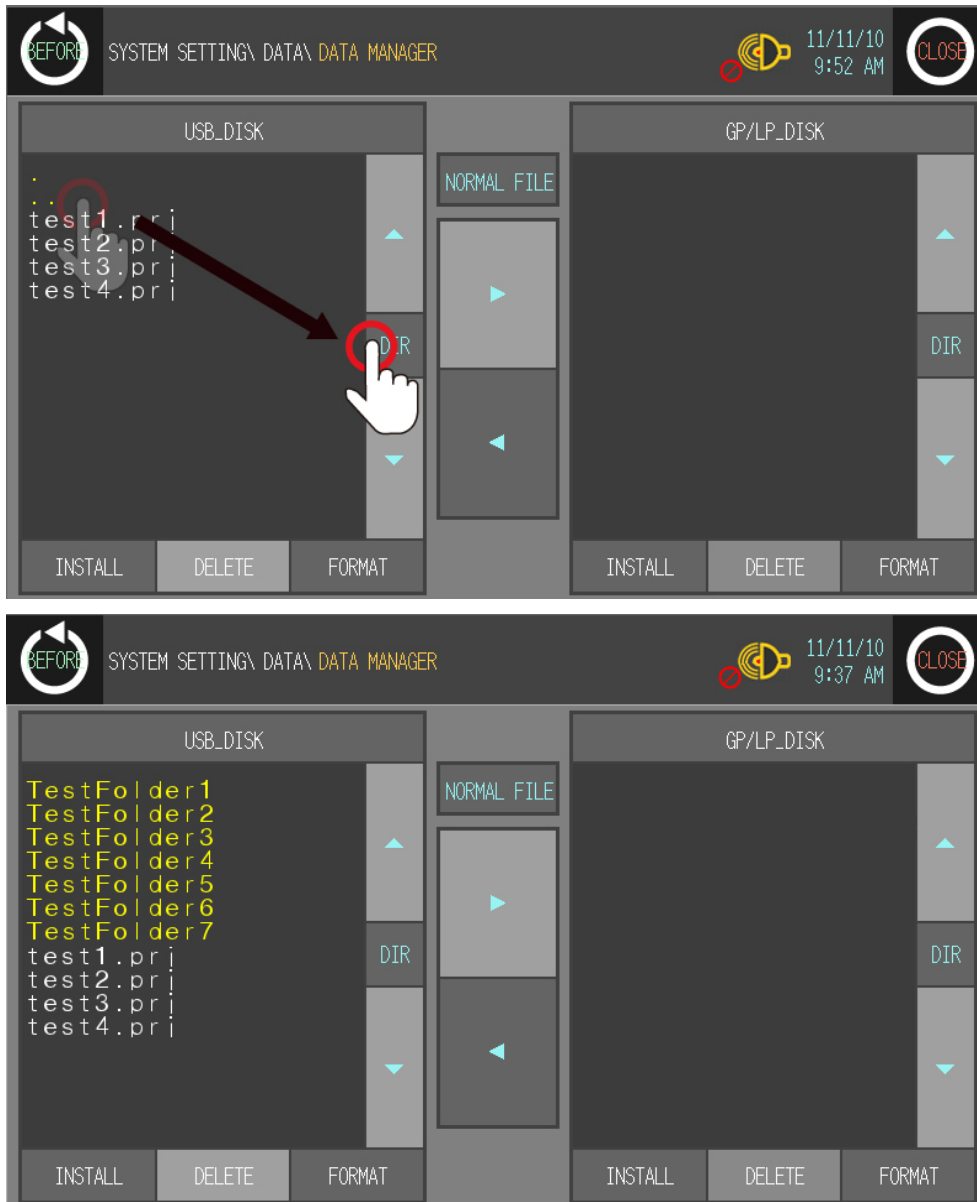 BEFORE SYSTEM SETTING\ DATA\ DATA MANAGER 11/11/10 CLOSE
9:52 AM
USB_DISK GP/LP_DISK
.
..
NORMAL FILE
test1.prj
test2.prj
test3.prj
test4.prj
DIR DIR
INSTALL DELETE FORMAT INSTALL DELETE FORMAT
BEFORE SYSTEM SETTING\ DATA\ DATA MANAGER 11/11/10 CLOSE
9:37 AM
USB_DISK GP/LP_DISK
TestFolder1 NORMAL FILE
TestFolder2
TestFolder3
TestFolder4
TestFolder5
TestFolder6
TestFolder7
test1.prj DIR DIR
test2.prj
test3.prj
test4.prj
INSTALL DELETE FORMAT INSTALL DELETE FORMAT